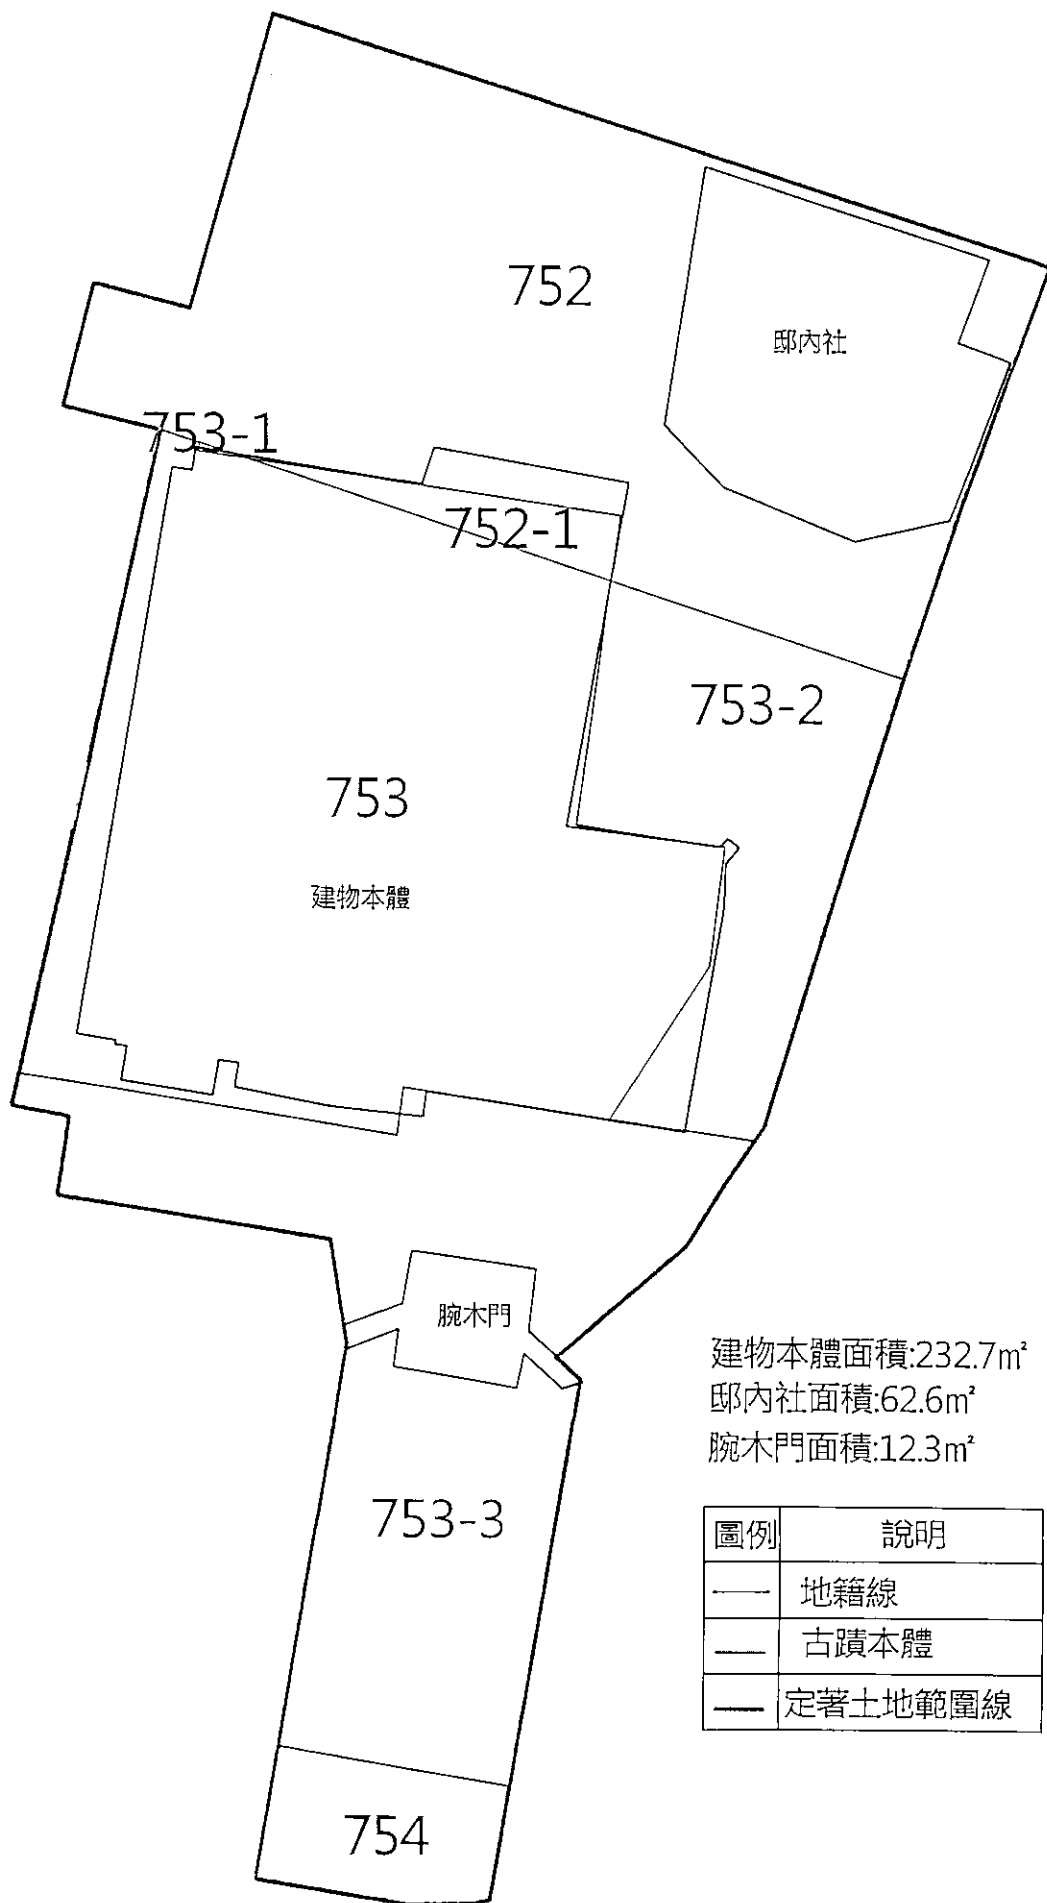 752
邸內社
753-1
752-1
753-2
753
建物本體
腕木門
建物本體面積:232.7m²
邸內社面積:62.6m²
腕木門面積:12.3m²
753-3
圖例 說明
地籍線
古蹟本體
定著土地範圍線
754